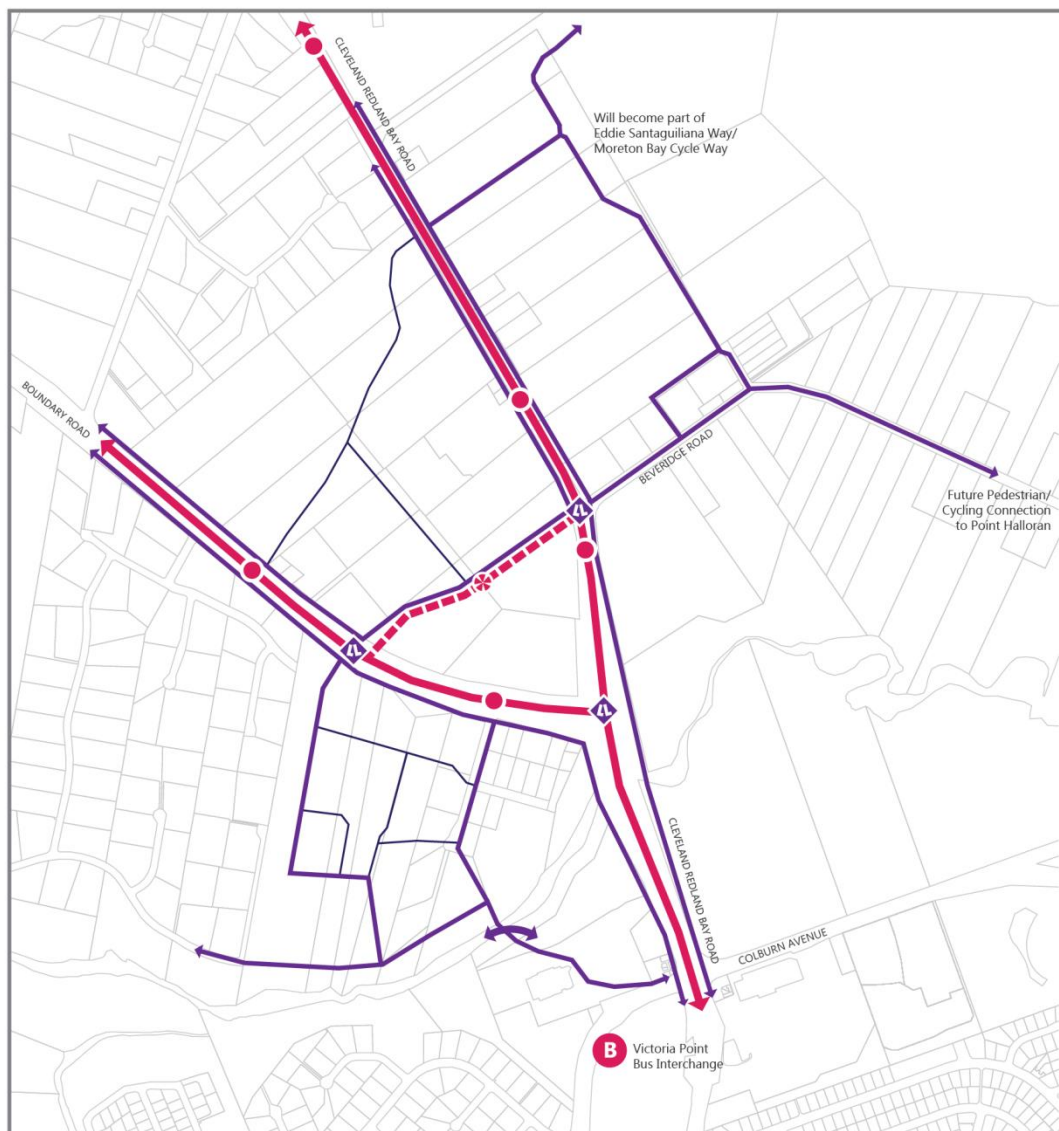 CLEVELAND REDLAND BAY ROAD
Will become part of
Eddie Santaguiliana Way/
Moreton Bay Cycle Way
BOUNDARY ROAD
BEVERIDGE ROAD
Future Pedestrian/
Cycling Connection
to Point Halloran
CLEVELAND REDLAND BAY ROAD
COLBURN AVENUE
B
Victoria Point
Bus Interchange